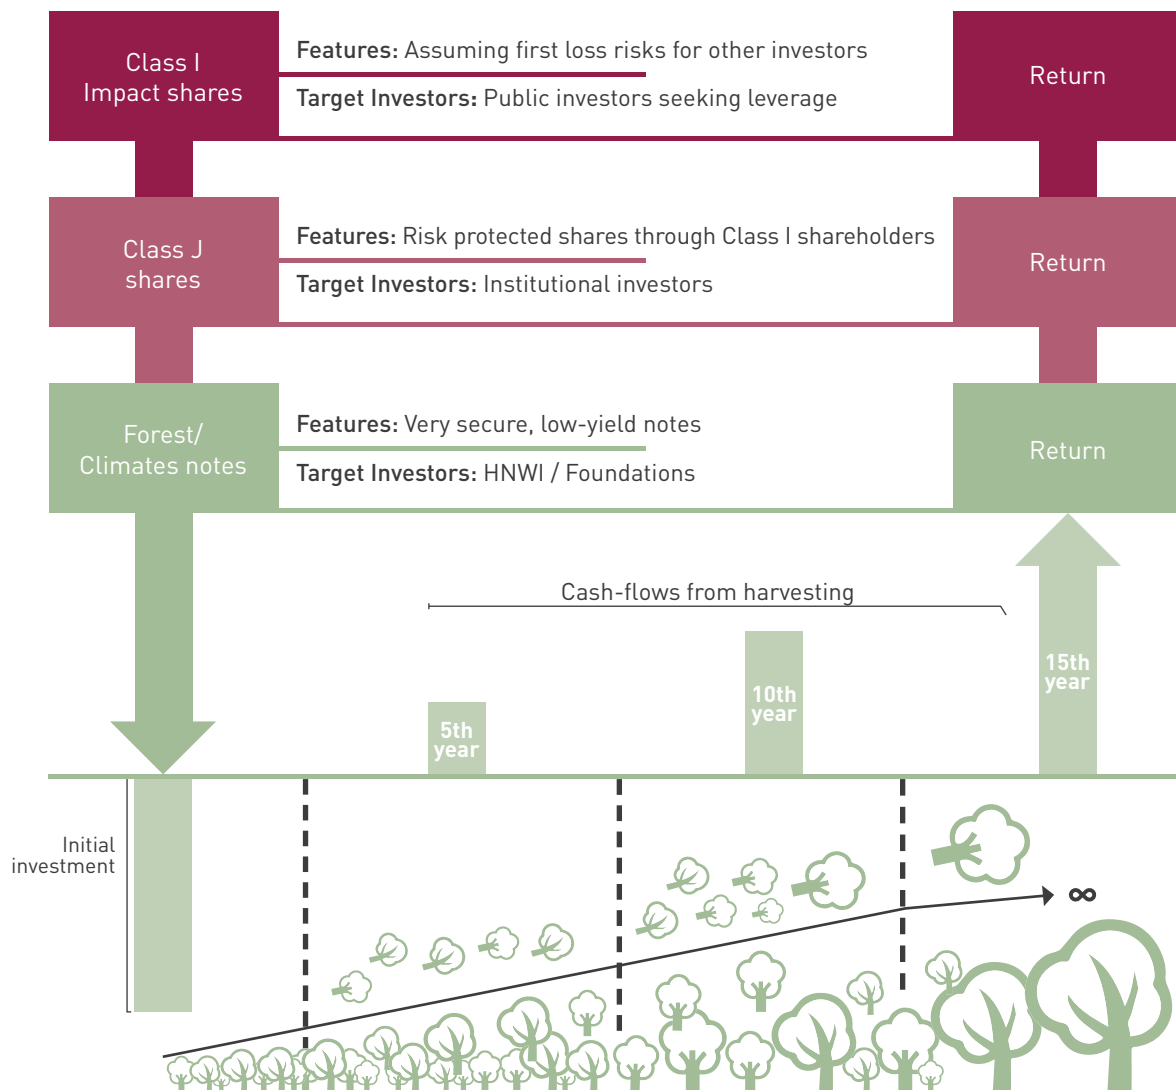 Class I
Impact shares
Features: Assuming first loss risks for other investors
Target Investors: Public investors seeking leverage
Return
Class J
shares
Features: Risk protected shares through Class I shareholders
Target Investors: Institutional investors
Return
Forest/
Climates notes
Features: Very secure, low-yield notes
Target Investors: HNWI / Foundations
Return
Cash-flows from harvesting
5th
year
10th
year
15th
year
Initial
investment
∞